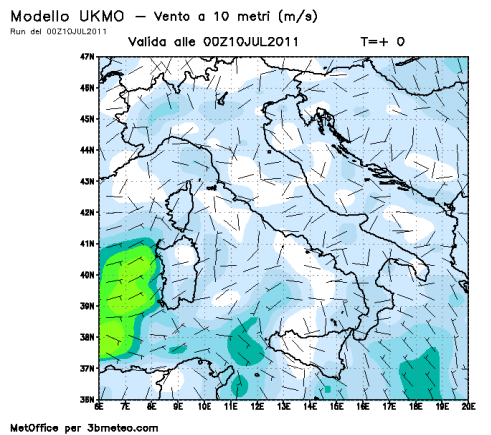 Modello UKMO – Vento a 10 metri (m/s)
Run del 00Z10JUL2011
Valida alle 00Z10JUL2011 T=+ 0
47N
46N
45N
44N
43N
42N
41N
40N
39N
38N
37N
36N
6E 7E 8E 9E 10E 11E 12E 13E 14E 15E 16E 17E 18E 19E 20E
MetOffice per 3bmeteo.com